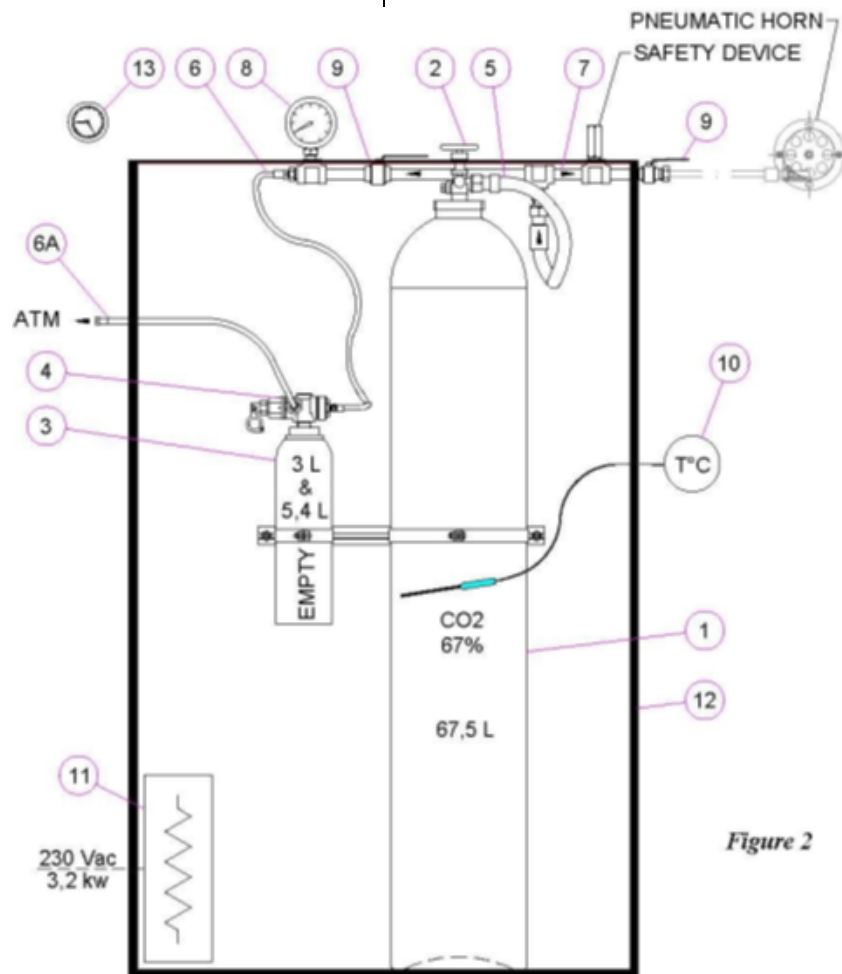 PNEUMATIC HORN
SAFETY DEVICE
13
6
8
9
2
5
7
9
6A
ATM
4
10
3
T°C
3 L
&
5,4 L
EMPTY
CO2
67%
1
12
67,5 L
11
230 Vac
3,2 kw
Figure 2